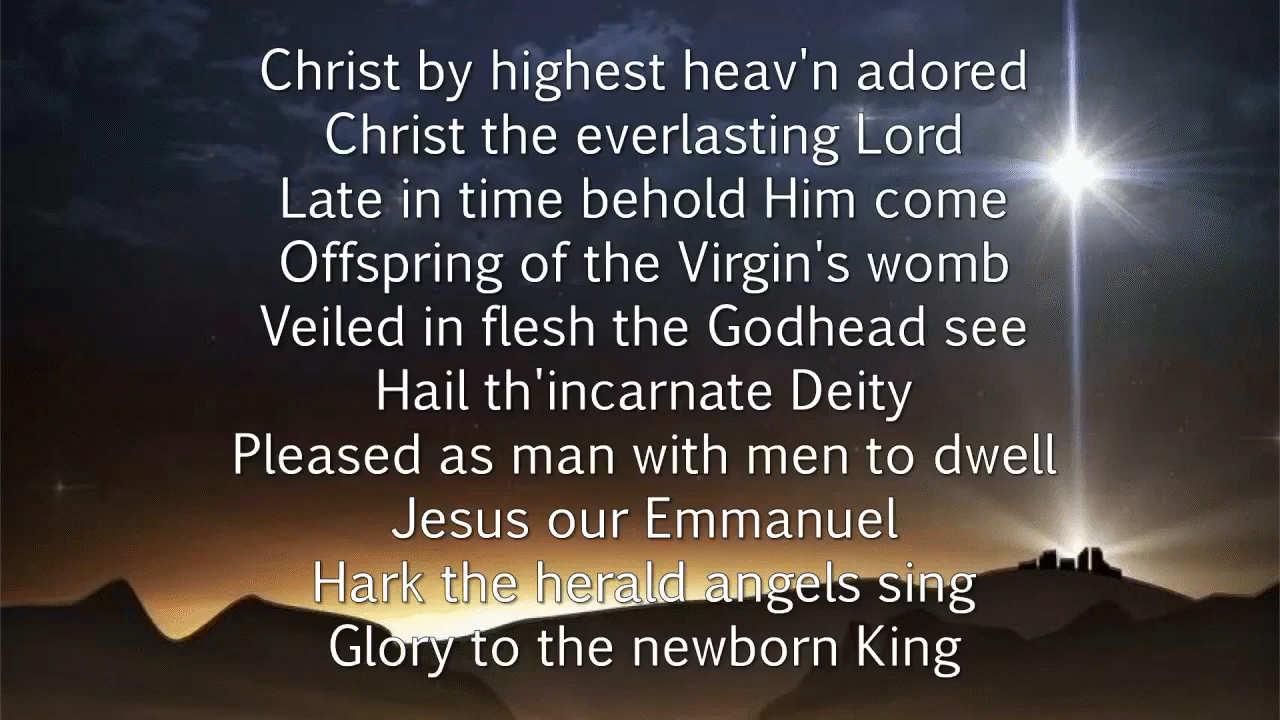 Christ by highest heav'n adored
Christ the everlasting Lord
Late in time behold Him come
Offspring of the Virgin's womb
Veiled in flesh the Godhead see
Hail th'incarnate Deity
Pleased as man with men to dwell
Jesus our Emmanuel
Hark the herald angels sing
Glory to the newborn King